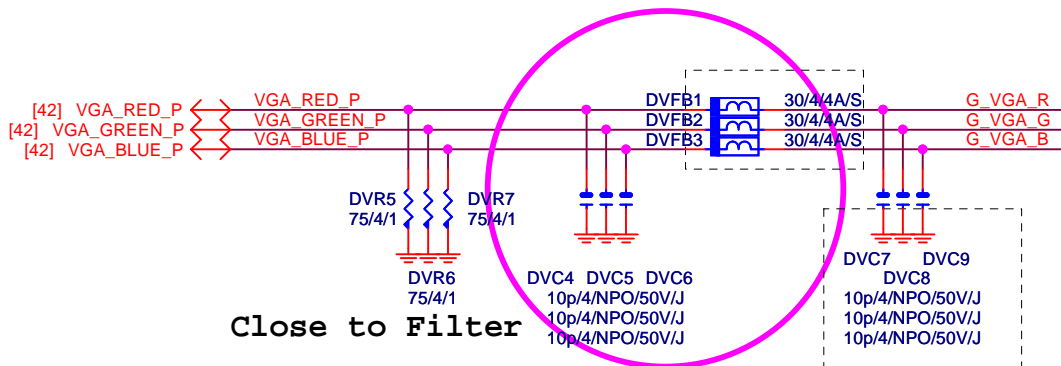 [42] VGA_RED_P VGA_RED_P DVFB1 30/4/4A/S G_VGA_R
[42] VGA_GREEN_P VGA_GREEN_P DVFB2 30/4/4A/S G_VGA_G
[42] VGA_BLUE_P VGA_BLUE_P DVFB3 30/4/4A/S G_VGA_B
DVR5 DVR7
75/4/1 75/4/1
DVC7 DVC9
DVR6 DVC4 DVC5 DVC6 DVC8
75/4/1 10p/4/NPO/50V/J 10p/4/NPO/50V/J
10p/4/NPO/50V/J 10p/4/NPO/50V/J
Close to Filter 10p/4/NPO/50V/J 10p/4/NPO/50V/J